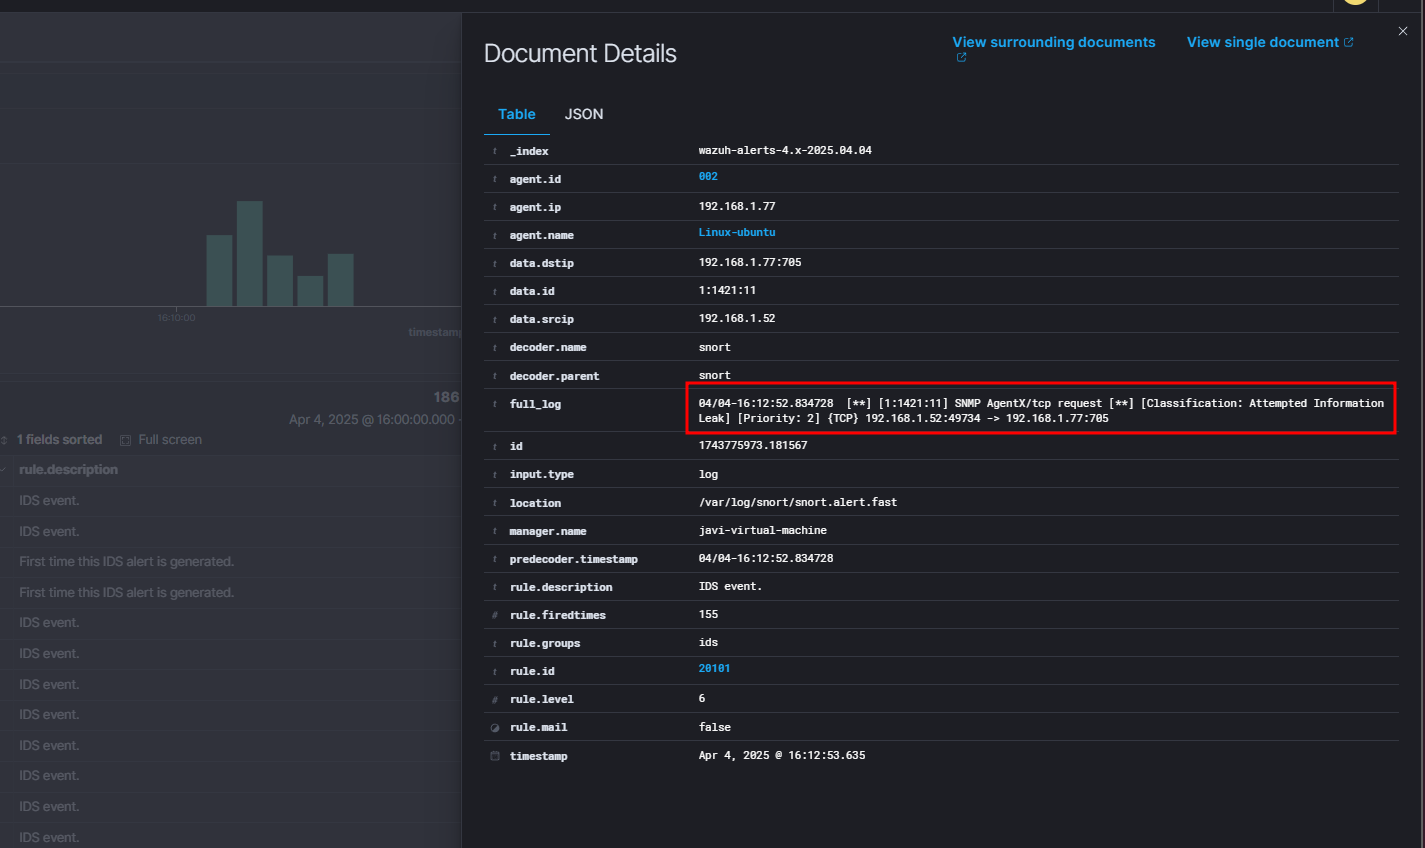 Document Details
View surrounding documents
View single document
Table
JSON
t _index wazuh-alerts-4.x-2025.04.04
t agent.id 002
t agent.ip 192.168.1.77
t agent.name Linux-ubuntu
t data.dstip 192.168.1.77:705
t data.id 1:1421:11
t data.srcip 192.168.1.52
t decoder.name snort
t decoder.parent snort
t full_log 04/04-16:12:52.834728 [**] [1:1421:11] SNMP AgentX/tcp request [**] [Classification: Attempted Information
Leak] [Priority: 2] {TCP} 192.168.1.52:49734 -> 192.168.1.77:705
t id 1743775973.181567
t input.type log
t location /var/log/snort/snort.alert.fast
t manager.name javi-virtual-machine
t predecoder.timestamp 04/04-16:12:52.834728
t rule.description IDS event.
# rule.firedtimes 155
t rule.groups ids
t rule.id 20101
# rule.level 6
rule.mail false
timestamp Apr 4, 2025 @ 16:12:53.635
16:10:00
timestamp
186
Apr 4, 2025 @ 16:00:00.000 -
1 fields sorted
Full screen
rule.description
IDS event.
IDS event.
First time this IDS alert is generated.
First time this IDS alert is generated.
IDS event.
IDS event.
IDS event.
IDS event.
IDS event.
IDS event.
IDS event.
IDS event.